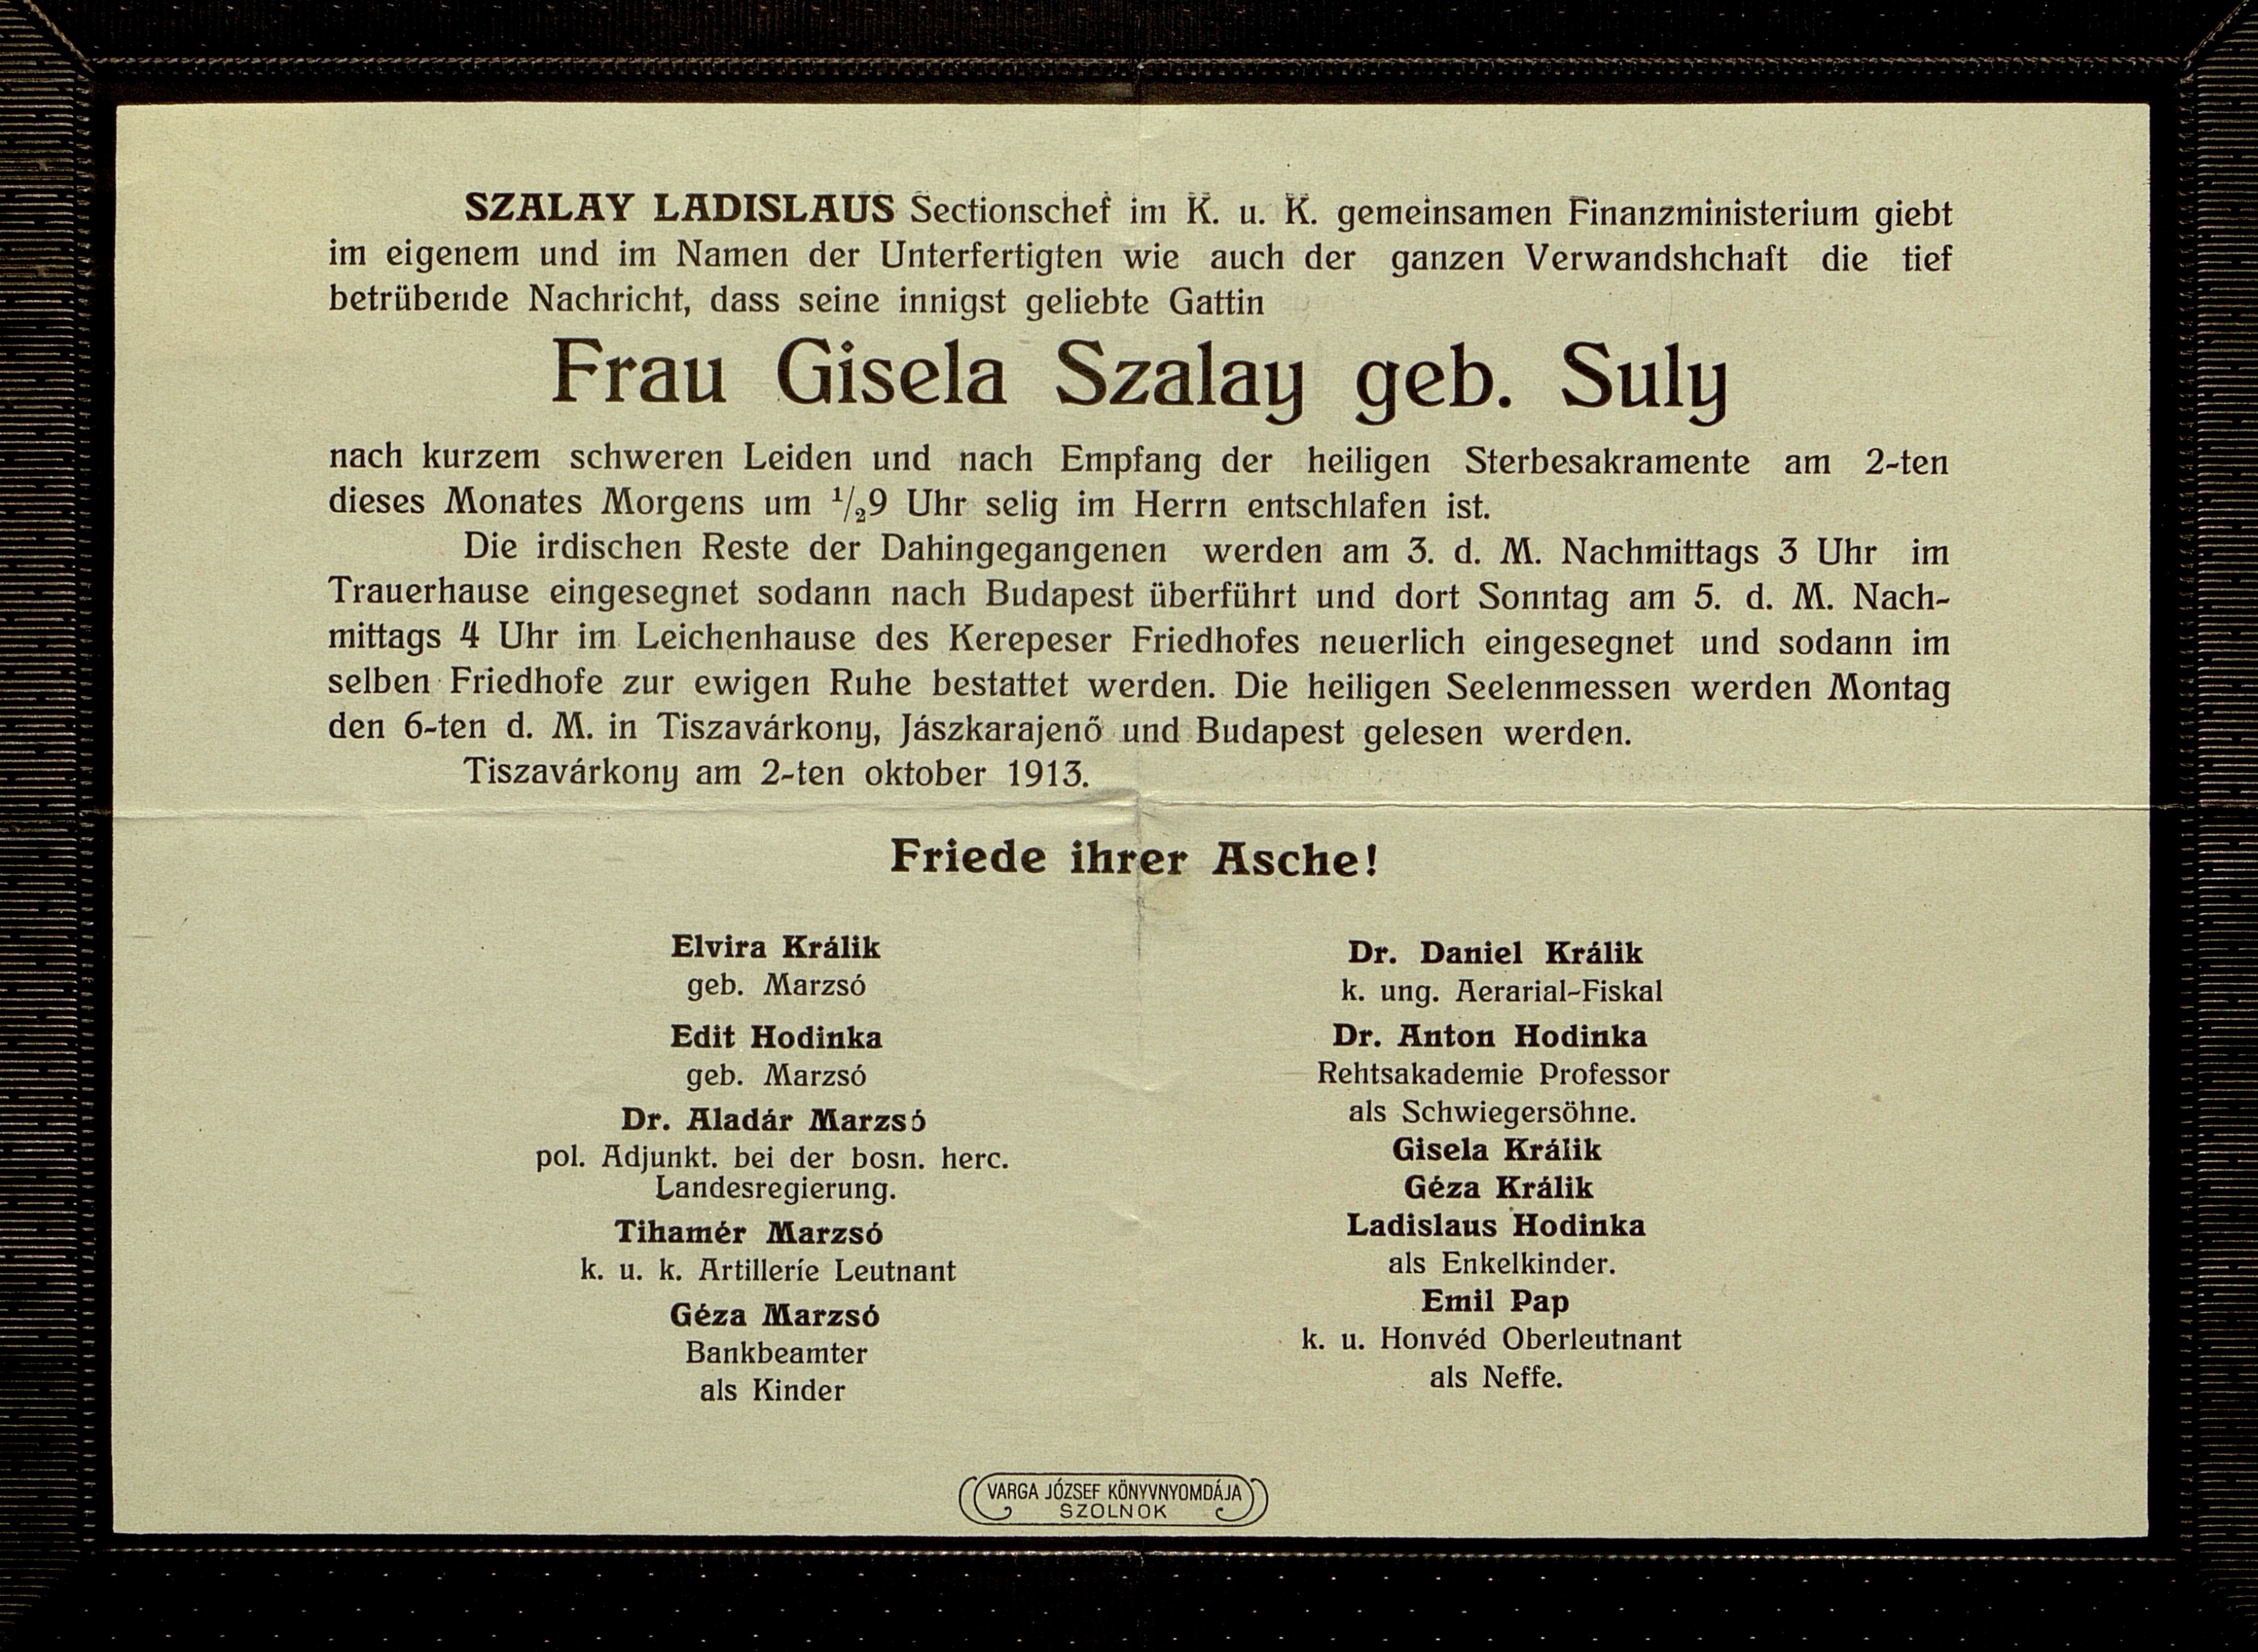 SZALAY LADISLAUS Sectionschef im K. u. K. gemeinsamen Finanzministerium giebt
im eigenem und im Namen der Unterfertigten wie auch der ganzen Verwandshchaft die tief
betrübende Nachricht, dass seine innigst geliebte Gattin
Frau Gisela Szalay geb. Suly
nach kurzem schweren Leiden und nach Empfang der heiligen Sterbesakramente am 2-ten
dieses Monates Morgens um 1/29 Uhr selig im Herrn entschlafen ist.
Die irdischen Reste der Dahingegangenen werden am 3. d. M. Nachmittags 3 Uhr im
Trauerhause eingesegnet sodann nach Budapest überführt und dort Sonntag am 5. d. M. Nach-
mittags 4 Uhr im Leichenhause des Kerepeser Friedhofes neuerlich eingesegnet und sodann im
selben Friedhofe zur ewigen Ruhe bestattet werden. Die heiligen Seelenmessen werden Montag
den 6-ten d. M. in Tiszavárkony, Jászkarajenő und Budapest gelesen werden.
Tiszavárkony am 2-ten oktober 1913.
Friede ihrer Asche!
Elvira Králik
geb. Marzsó
Edit Hodinka
geb. Marzsó
Dr. Aladár Marzsó
pol. Adjunkt. bei der bosn. herc.
Landesregierung.
Tihamér Marzsó
k. u. k. Artillerie Leutnant
Géza Marzsó
Bankbeamter
als Kinder
Dr. Daniel Králik
k. ung. Aerarial-Fiskal
Dr. Anton Hodinka
Rehtsakademie Professor
als Schwiegersöhne.
Gisela Králik
Géza Králik
Ladislaus Hodinka
als Enkelkinder.
Emil Pap
k. u. Honvéd Oberleutnant
als Neffe.
VARGA JÓZSEF KÖNYVNYOMDÁJA
SZOLNOK